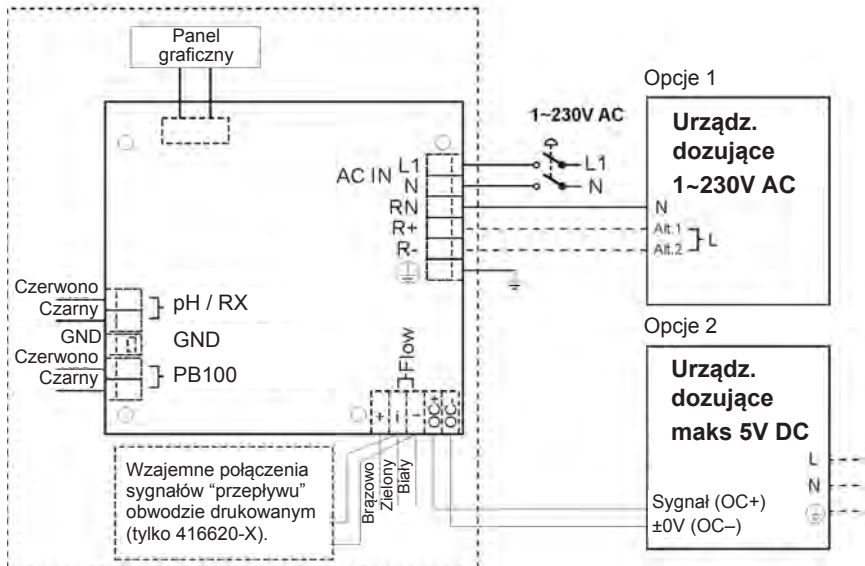 Panel
graficzny
1~230V AC
Opcje 1
Urządz.
dozujące
1~230V AC
AC IN
L1
N
RN
R+
R-
L1
N
N
Alt.1
Alt.2
L
Czerwono
Czarny
pH / RX
GND
GND
Czerwono
Czarny
PB100
Flow
+
I
–
OC+
OC-
Brązowo
Zielony
Biały
Wzajemne połączenia
sygnałów “przepływu”
obwodzie drukowanym
(tylko 416620-X).
Opcje 2
Urządz.
dozujące
maks 5V DC
L
N
Sygnał (OC+)
±0V (OC–)